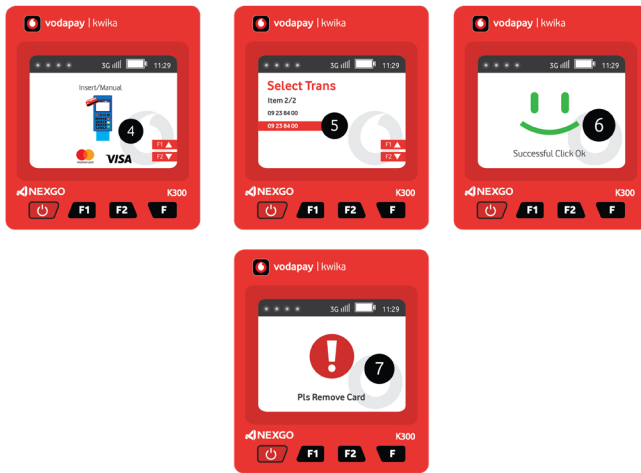 vodapay | kwika
3G 11:29
Insert/Manual
4
mastercard VISA
F1
F2
NEXGO K300
F1 F2 F
vodapay | kwika
3G 11:29
Select Trans
Item 2/2
09 23 84 00
09 23 84 00
5
F1
F2
NEXGO K300
F1 F2 F
vodapay | kwika
3G 11:29
6
Successful Click Ok
NEXGO K300
F1 F2 F
vodapay | kwika
3G 11:29
!
7
Pls Remove Card
NEXGO K300
F1 F2 F